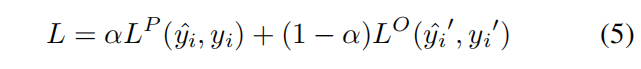 L = αL^P(ŷ_i, y_i) + (1 − α)L^O(ŷ_i′, y_i′) (5)